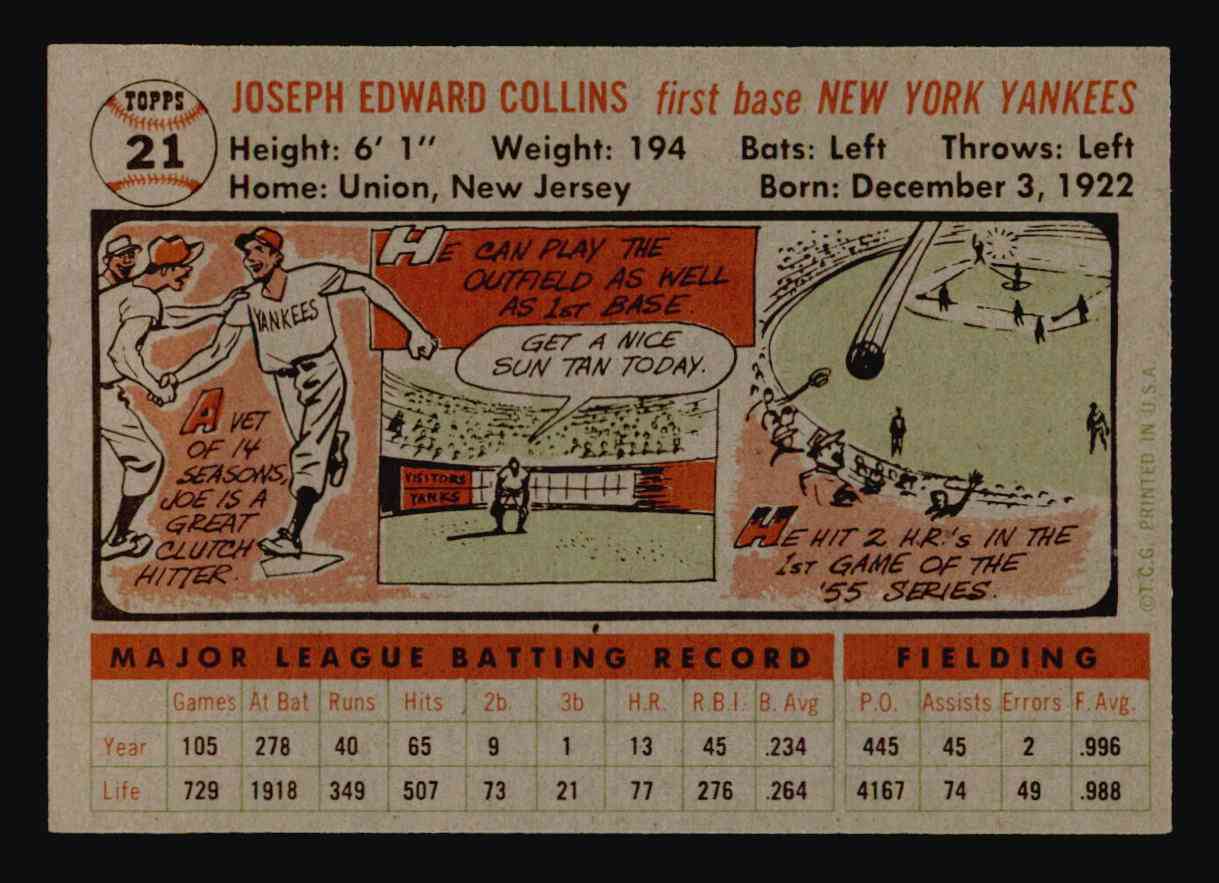 TOPPS
21
JOSEPH EDWARD COLLINS first base NEW YORK YANKEES
Height: 6' 1" Weight: 194 Bats: Left Throws: Left
Home: Union, New Jersey Born: December 3, 1922
YANKEES
A VET
OF 14
SEASONS,
JOE IS A
GREAT
CLUTCH
HITTER.
HE CAN PLAY THE
OUTFIELD AS WELL
AS 1ST BASE.
GET A NICE
SUN TAN TODAY.
VISITORS
YANKS
HE HIT 2 H.R.'s IN THE
1ST GAME OF THE
'55 SERIES.
©T.C.G. PRINTED IN U.S.A.
MAJOR LEAGUE BATTING RECORD FIELDING
Games At Bat Runs Hits 2b. 3b H.R. R.B.I. B. Avg P.O. Assists Errors F. Avg.
Year 105 278 40 65 9 1 13 45 .234 445 45 2 .996
Life 729 1918 349 507 73 21 77 276 .264 4167 74 49 .988